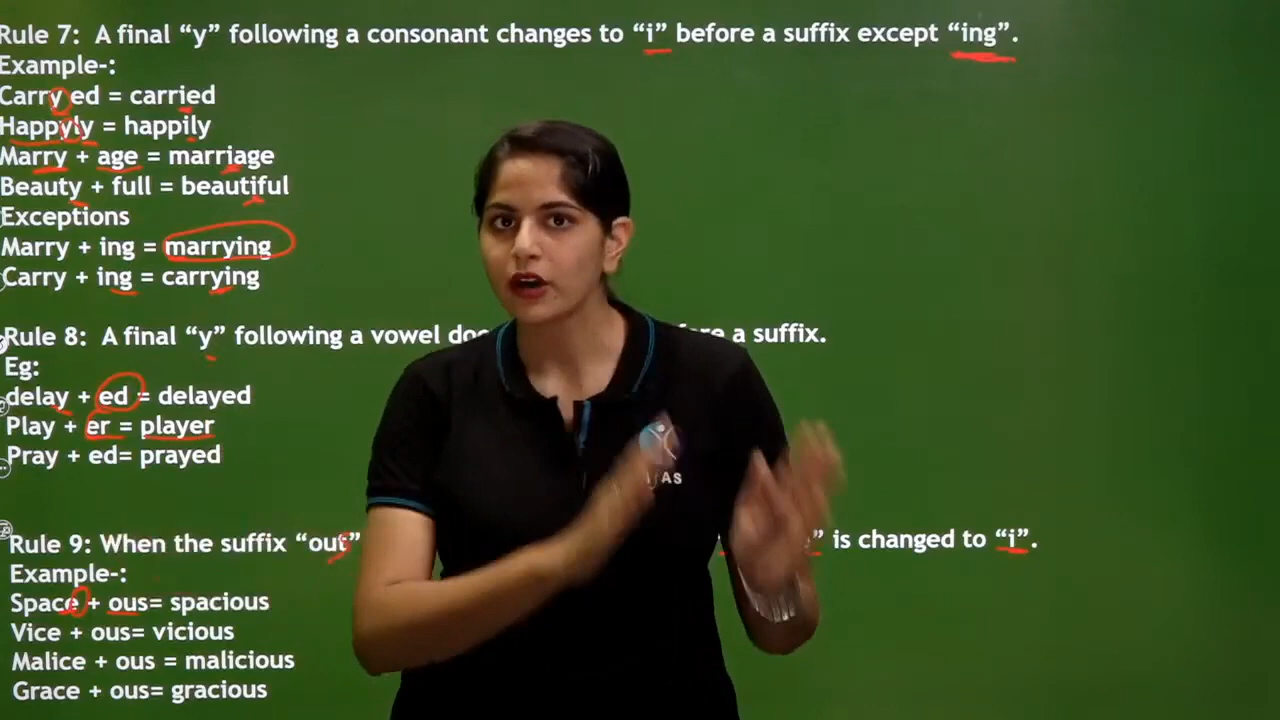 Rule 7: A final “y” following a consonant changes to “i” before a suffix except “ing”.
Example-:
Carry ed = carried
Happyly = happily
Marry + age = marriage
Beauty + full = beautiful
Exceptions
Marry + ing = marrying
Carry + ing = carrying
Rule 8: A final “y” following a vowel a suffix.
Eg:
delay + ed = delayed
Play + er = player
Pray + ed= prayed
AS
Rule 9: When the suffix “out” is changed to “i”.
Example-:
Space + ous= spacious
Vice + ous= vicious
Malice + ous = malicious
Grace + ous= gracious